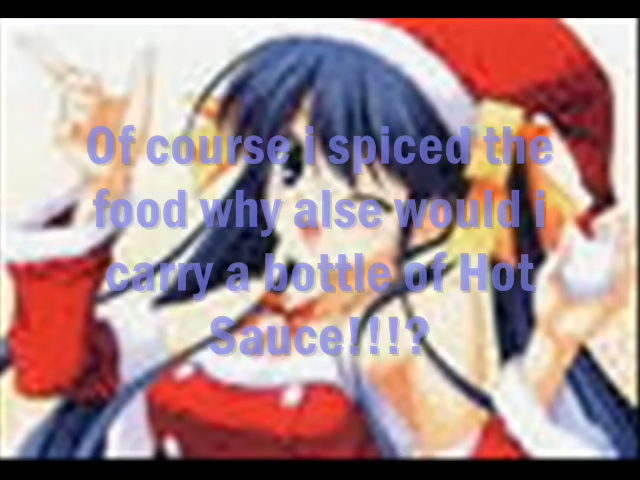 Of course i spiced the
food why alse would i
carry a bottle of Hot
Sauce!!!?